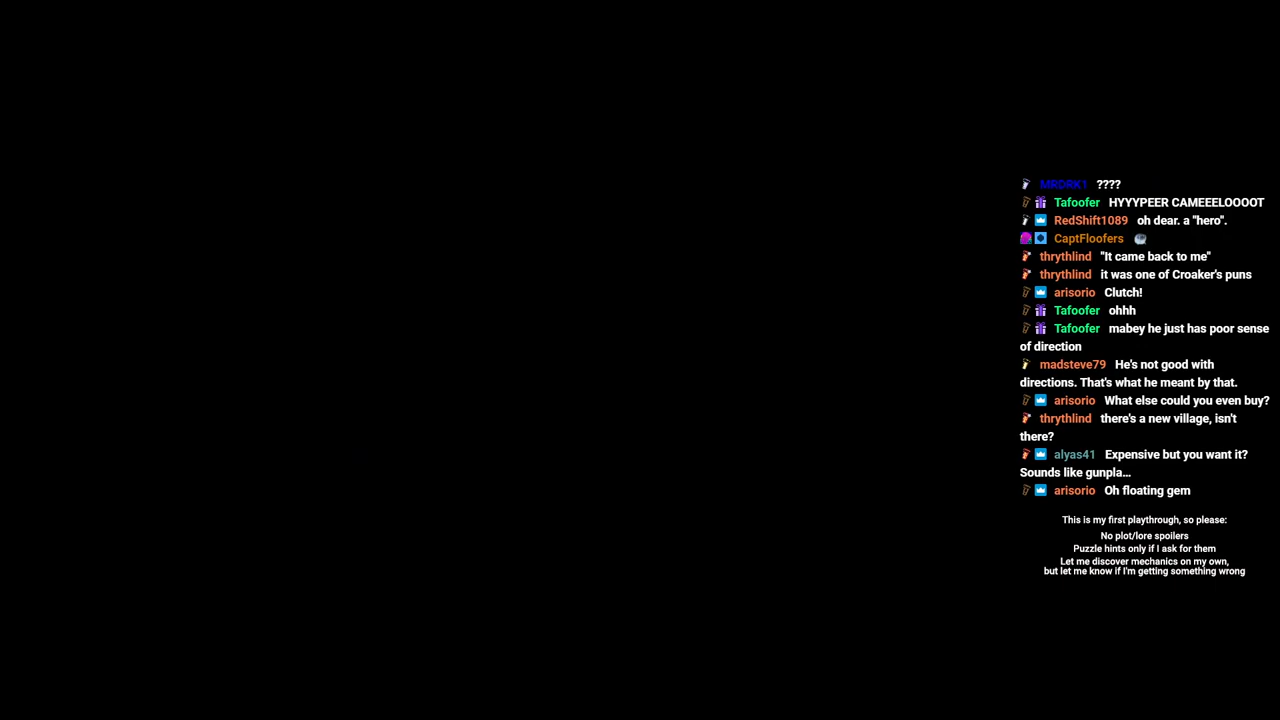 MRDRK1 ????
Tafoofer HYYYPEER CAMEEELOOOOT
RedShift1089 oh dear. a "hero".
CaptFloofers
thrythlind "It came back to me"
thrythlind it was one of Croaker's puns
arisorio Clutch!
Tafoofer ohhh
Tafoofer mabey he just has poor sense
of direction
madsteve79 He's not good with
directions. That's what he meant by that.
arisorio What else could you even buy?
thrythlind there's a new village, isn't
there?
alyas41 Expensive but you want it?
Sounds like gunpla...
arisorio Oh floating gem
This is my first playthrough, so please:
No plot/lore spoilers
Puzzle hints only if I ask for them
Let me discover mechanics on my own,
but let me know if I'm getting something wrong